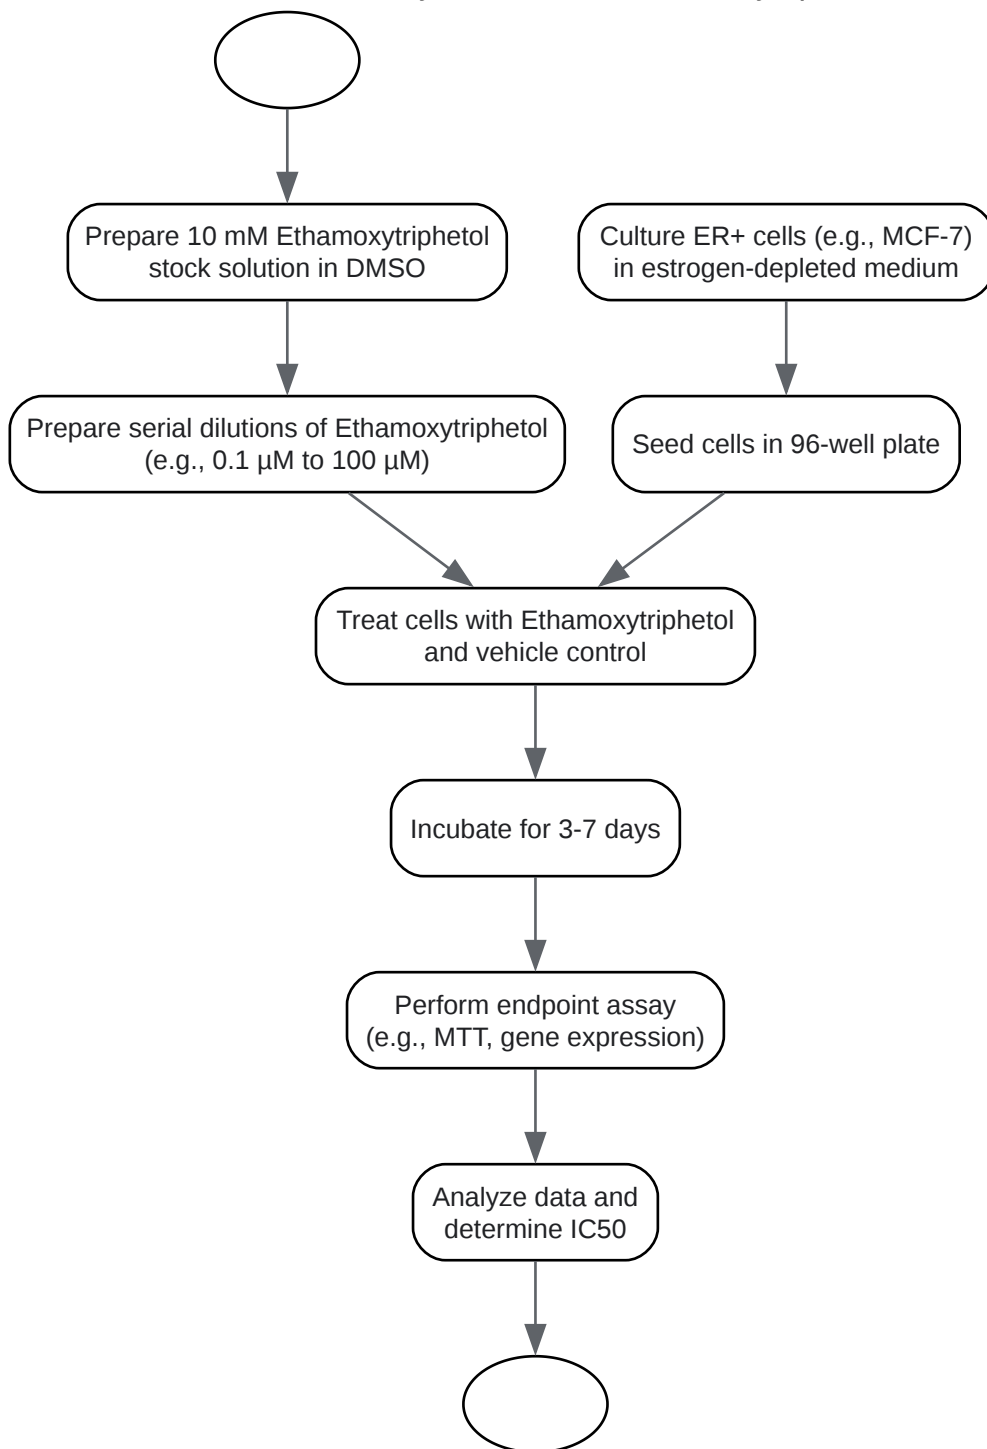 Prepare 10 mM Ethamoxytriphetol
stock solution in DMSO
Culture ER+ cells (e.g., MCF-7)
in estrogen-depleted medium
Prepare serial dilutions of Ethamoxytriphetol
(e.g., 0.1 µM to 100 µM)
Seed cells in 96-well plate
Treat cells with Ethamoxytriphetol
and vehicle control
Incubate for 3-7 days
Perform endpoint assay
(e.g., MTT, gene expression)
Analyze data and
determine IC50